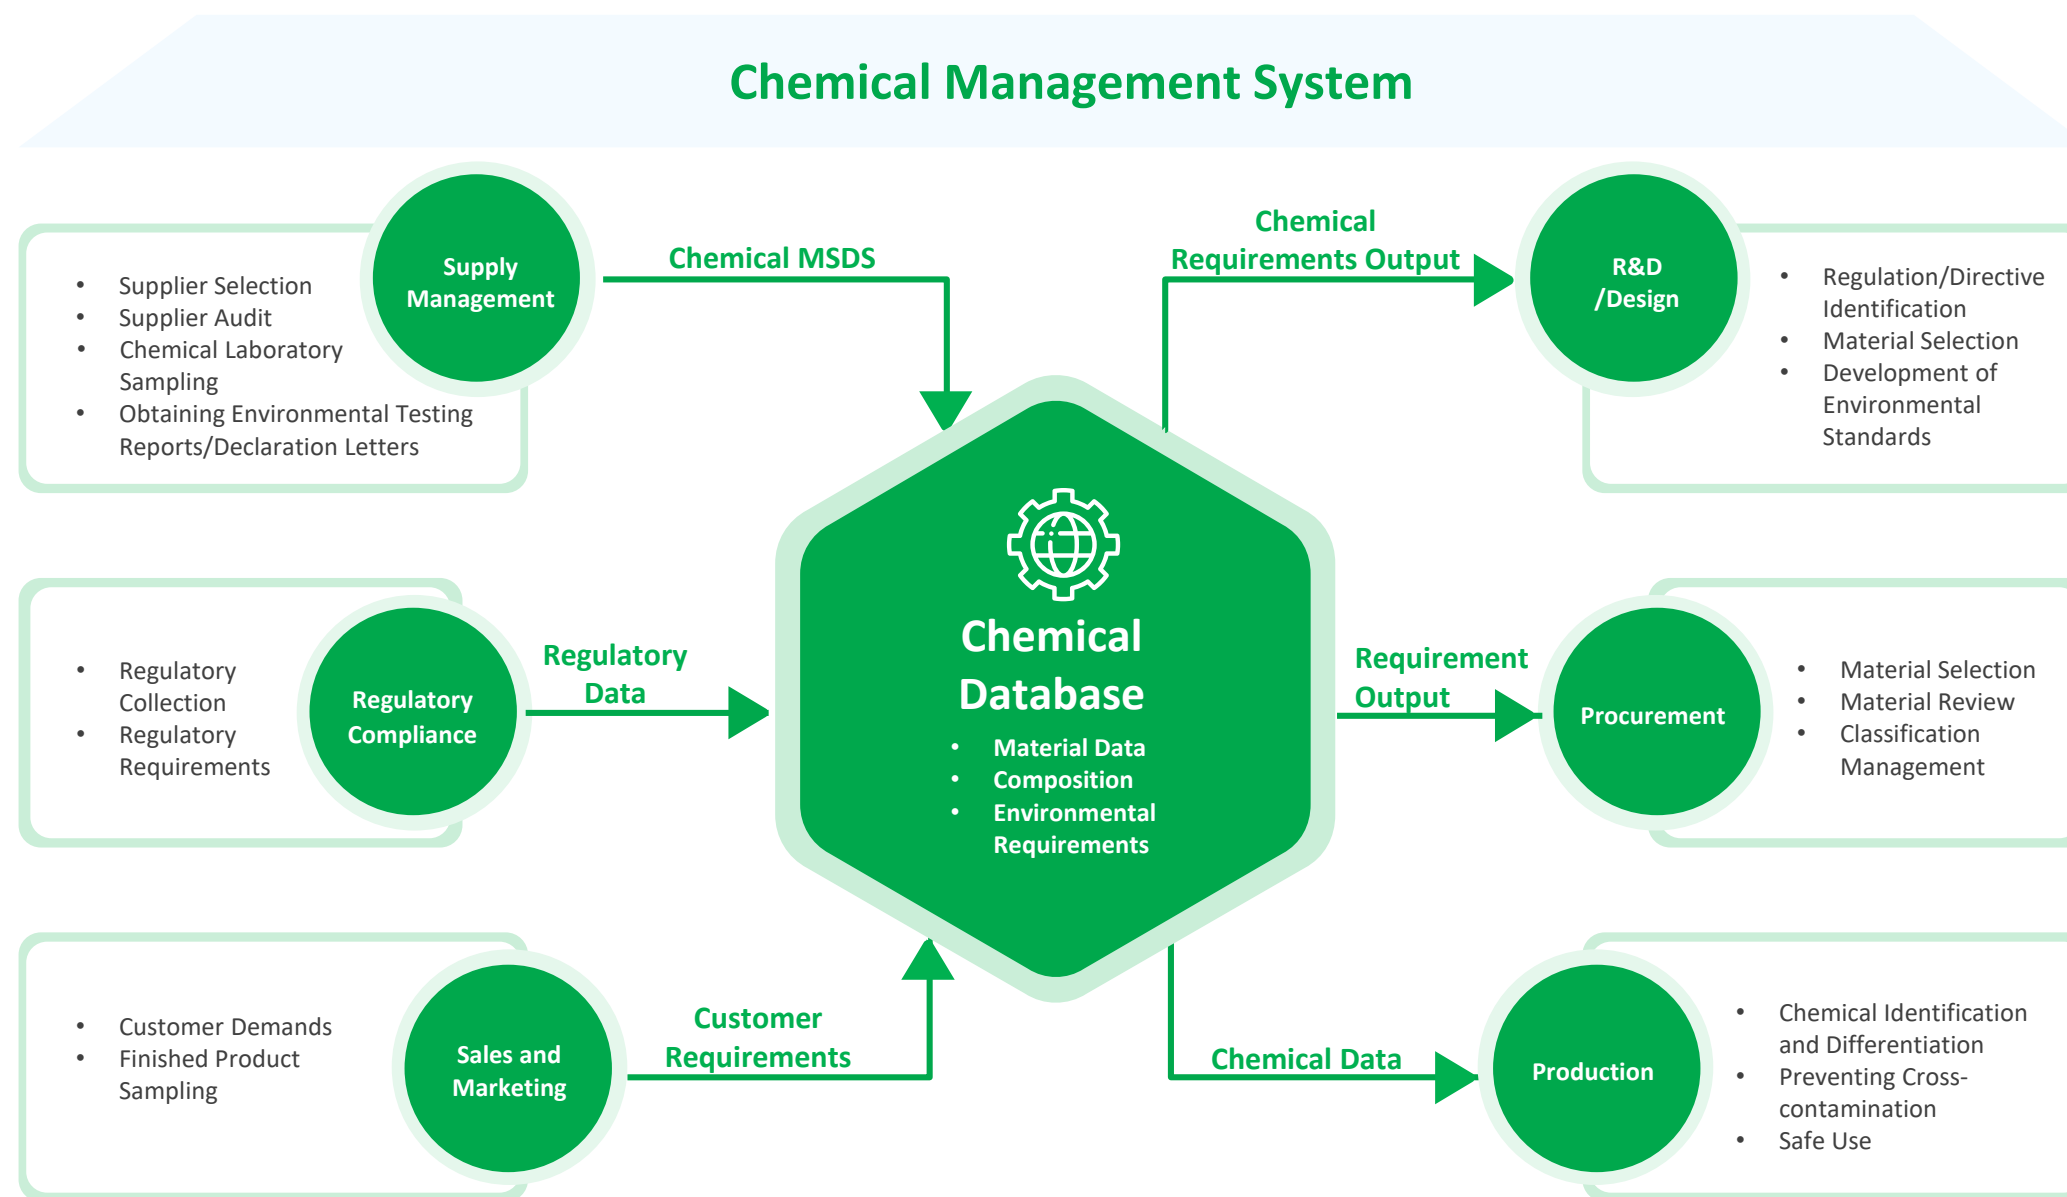 Chemical Management System
Supply
Management
• Supplier Selection
• Supplier Audit
• Chemical Laboratory
Sampling
• Obtaining Environmental Testing
Reports/Declaration Letters
Chemical MSDS
Regulatory
Compliance
• Regulatory
Collection
• Regulatory
Requirements
Regulatory
Data
Sales and
Marketing
• Customer Demands
• Finished Product
Sampling
Customer
Requirements
Chemical
Database
• Material Data
• Composition
• Environmental
Requirements
Chemical
Requirements Output
R&D
/Design
• Regulation/Directive
Identification
• Material Selection
• Development of
Environmental
Standards
Requirement
Output
Procurement
• Material Selection
• Material Review
• Classification
Management
Chemical Data
Production
• Chemical Identification
and Differentiation
• Preventing Cross-
contamination
• Safe Use